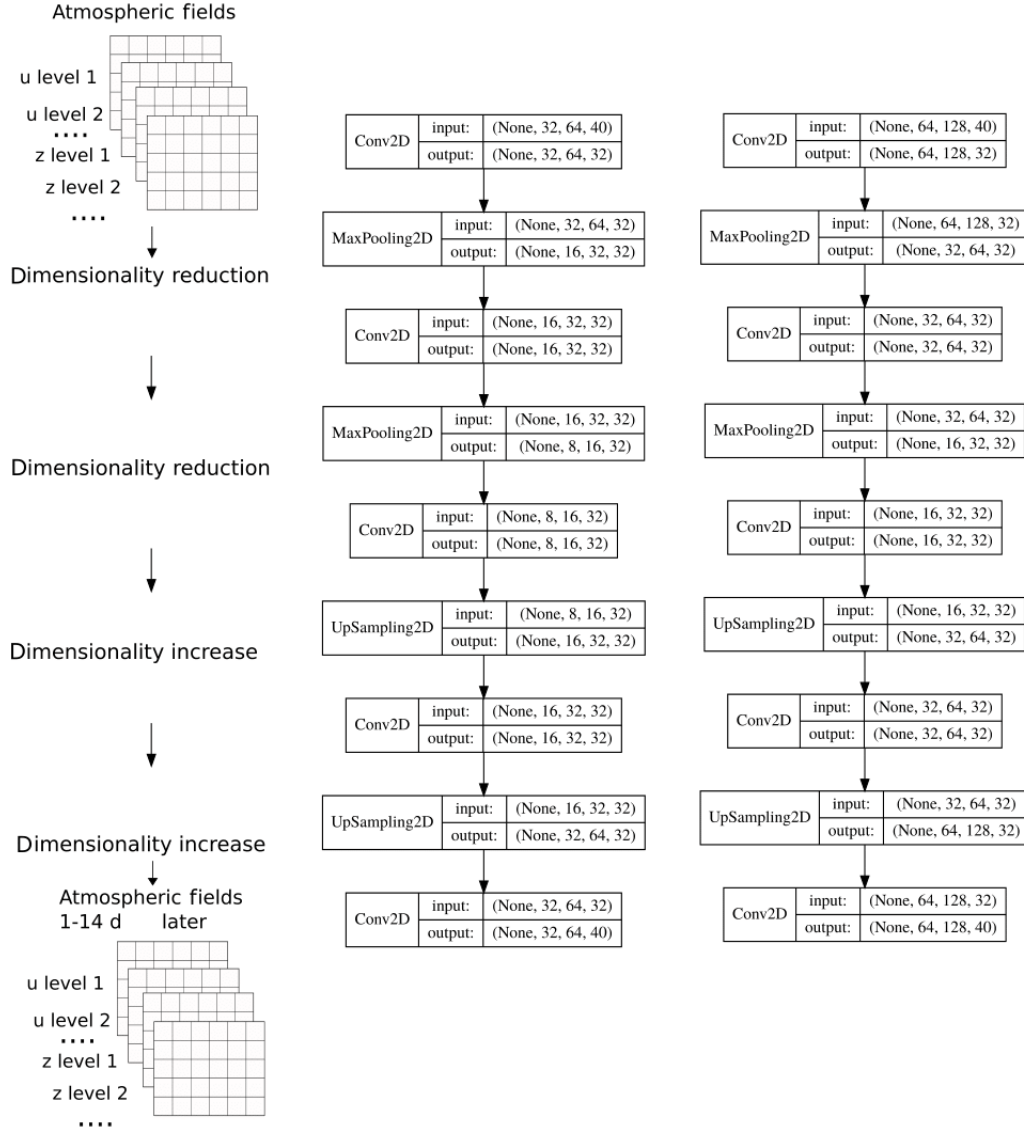 Atmospheric fields
u level 1
u level 2
....
z level 1
z level 2
....
Dimensionality reduction
Dimensionality reduction
Dimensionality increase
Dimensionality increase
Atmospheric fields
1-14 d later
u level 1
u level 2
....
z level 1
z level 2
....
Conv2D
input: (None, 32, 64, 40)
output: (None, 32, 64, 32)
MaxPooling2D
input: (None, 32, 64, 32)
output: (None, 16, 32, 32)
Conv2D
input: (None, 16, 32, 32)
output: (None, 16, 32, 32)
MaxPooling2D
input: (None, 16, 32, 32)
output: (None, 8, 16, 32)
Conv2D
input: (None, 8, 16, 32)
output: (None, 8, 16, 32)
UpSampling2D
input: (None, 8, 16, 32)
output: (None, 16, 32, 32)
Conv2D
input: (None, 16, 32, 32)
output: (None, 16, 32, 32)
UpSampling2D
input: (None, 16, 32, 32)
output: (None, 32, 64, 32)
Conv2D
input: (None, 32, 64, 32)
output: (None, 32, 64, 40)
Conv2D
input: (None, 64, 128, 40)
output: (None, 64, 128, 32)
MaxPooling2D
input: (None, 64, 128, 32)
output: (None, 32, 64, 32)
Conv2D
input: (None, 32, 64, 32)
output: (None, 32, 64, 32)
MaxPooling2D
input: (None, 32, 64, 32)
output: (None, 16, 32, 32)
Conv2D
input: (None, 16, 32, 32)
output: (None, 16, 32, 32)
UpSampling2D
input: (None, 16, 32, 32)
output: (None, 32, 64, 32)
Conv2D
input: (None, 32, 64, 32)
output: (None, 32, 64, 32)
UpSampling2D
input: (None, 32, 64, 32)
output: (None, 64, 128, 32)
Conv2D
input: (None, 64, 128, 32)
output: (None, 64, 128, 40)